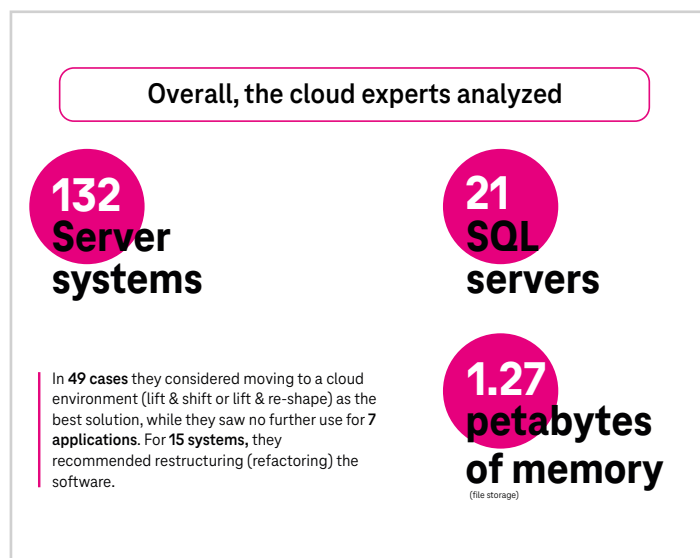 Overall, the cloud experts analyzed
132
Server
systems
21
SQL
servers
In 49 cases they considered moving to a cloud
environment (lift & shift or lift & re-shape) as the
best solution, while they saw no further use for 7
applications. For 15 systems, they
recommended restructuring (refactoring) the
software.
1.27
petabytes
of memory
(file storage)